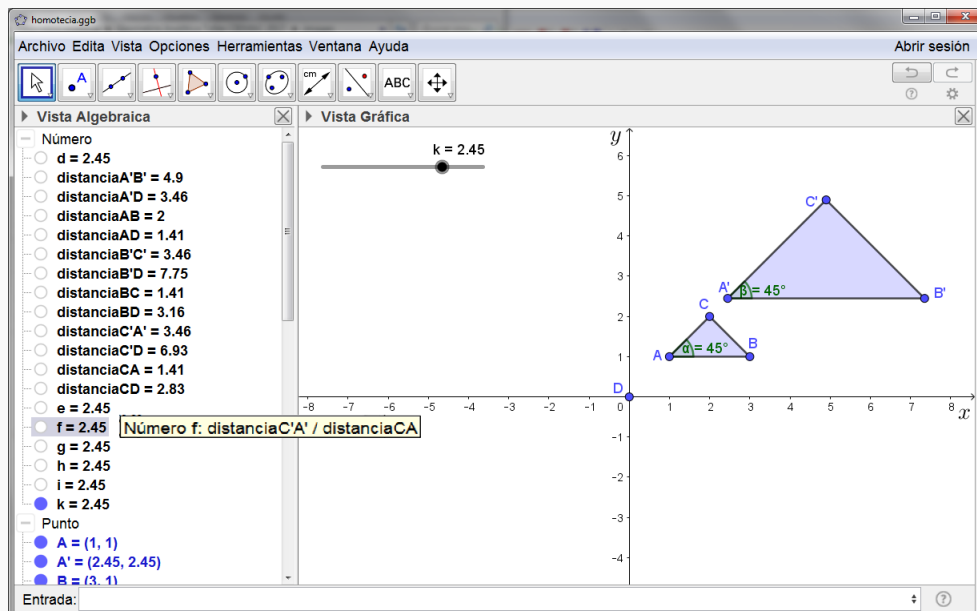 homotecia.ggb
Archivo Edita Vista Opciones Herramientas Ventana Ayuda
Abrir sesión
A
cm
ABC
Vista Algebraica
Número
d = 2.45
distanciaA'B' = 4.9
distanciaA'D = 3.46
distanciaAB = 2
distanciaAD = 1.41
distanciaB'C' = 3.46
distanciaB'D = 7.75
distanciaBC = 1.41
distanciaBD = 3.16
distanciaC'A' = 3.46
distanciaC'D = 6.93
distanciaCA = 1.41
distanciaCD = 2.83
e = 2.45
f = 2.45
Número f: distanciaC'A' / distanciaCA
g = 2.45
h = 2.45
i = 2.45
k = 2.45
Punto
A = (1, 1)
A' = (2.45, 2.45)
B = (3, 1)
Vista Gráfica
k = 2.45
y
6
5
4
3
2
1
-1
-2
-3
-4
C'
A'
β = 45°
B'
C
A
α = 45°
B
D
-8 -7 -6 -5 -4 -3 -2 -1 0 1 2 3 4 5 6 7 8
x
Entrada:
?